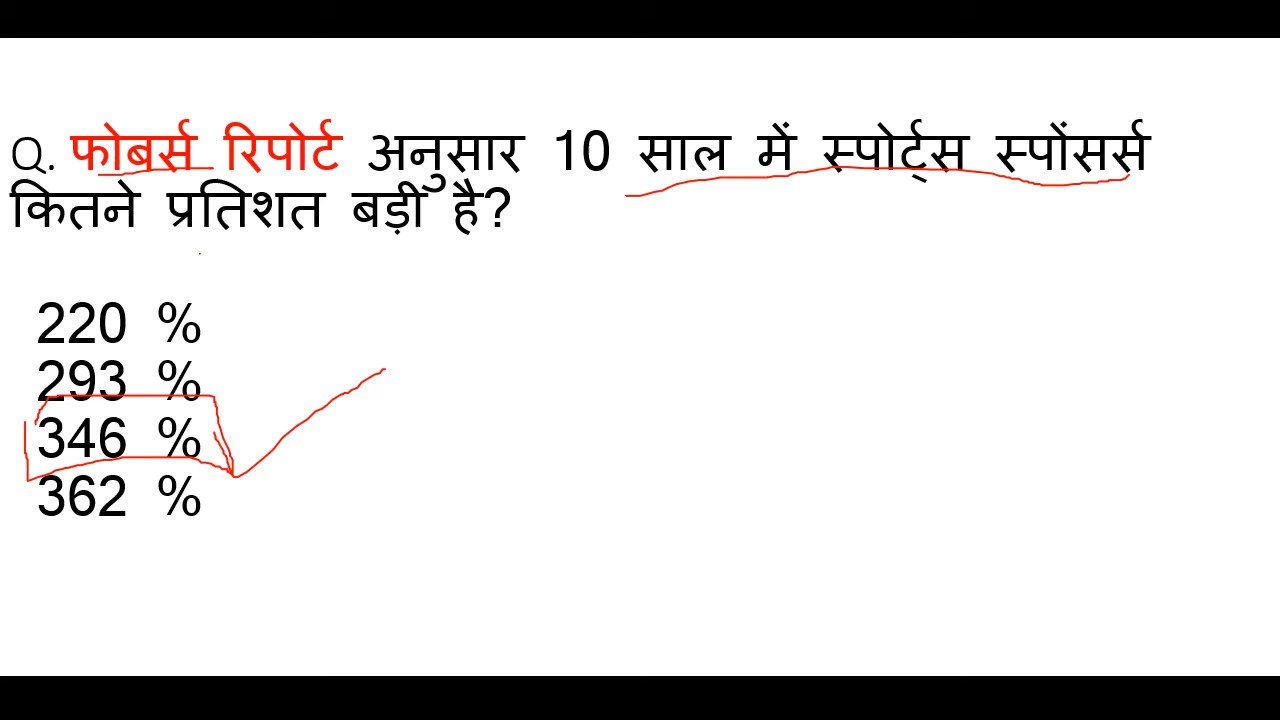 Q. फोबर्स रिपोर्ट अनुसार 10 साल में स्पोर्ट्स स्पोंसर्स
कितने प्रतिशत बड़ी है?
220 %
293 %
346 %
362 %